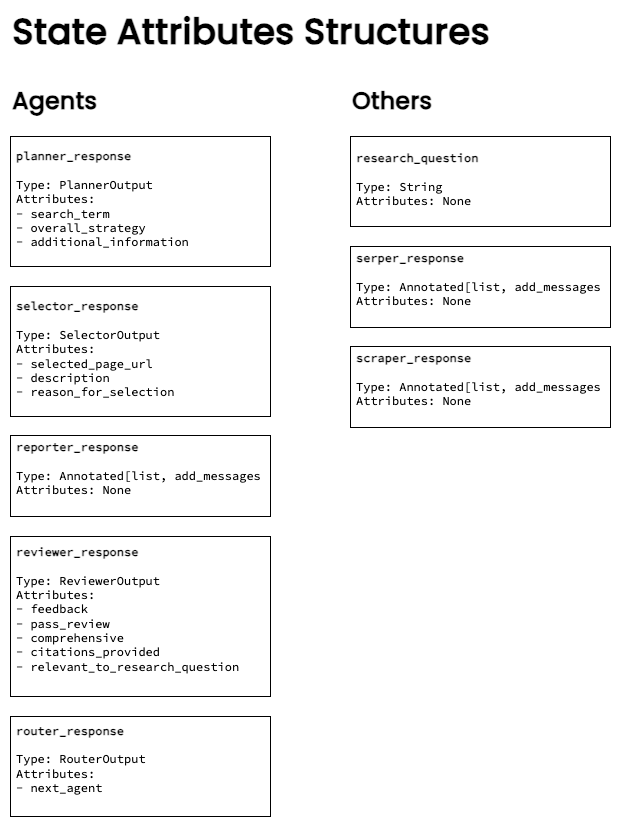 State Attributes Structures
Agents
planner_response
Type: PlannerOutput
Attributes:
- search_term
- overall_strategy
- additional_information
selector_response
Type: SelectorOutput
Attributes:
- selected_page_url
- description
- reason_for_selection
reporter_response
Type: Annotated[list, add_messages
Attributes: None
reviewer_response
Type: ReviewerOutput
Attributes:
- feedback
- pass_review
- comprehensive
- citations_provided
- relevant_to_research_question
router_response
Type: RouterOutput
Attributes:
- next_agent
Others
research_question
Type: String
Attributes: None
serper_response
Type: Annotated[list, add_messages
Attributes: None
scraper_response
Type: Annotated[list, add_messages
Attributes: None